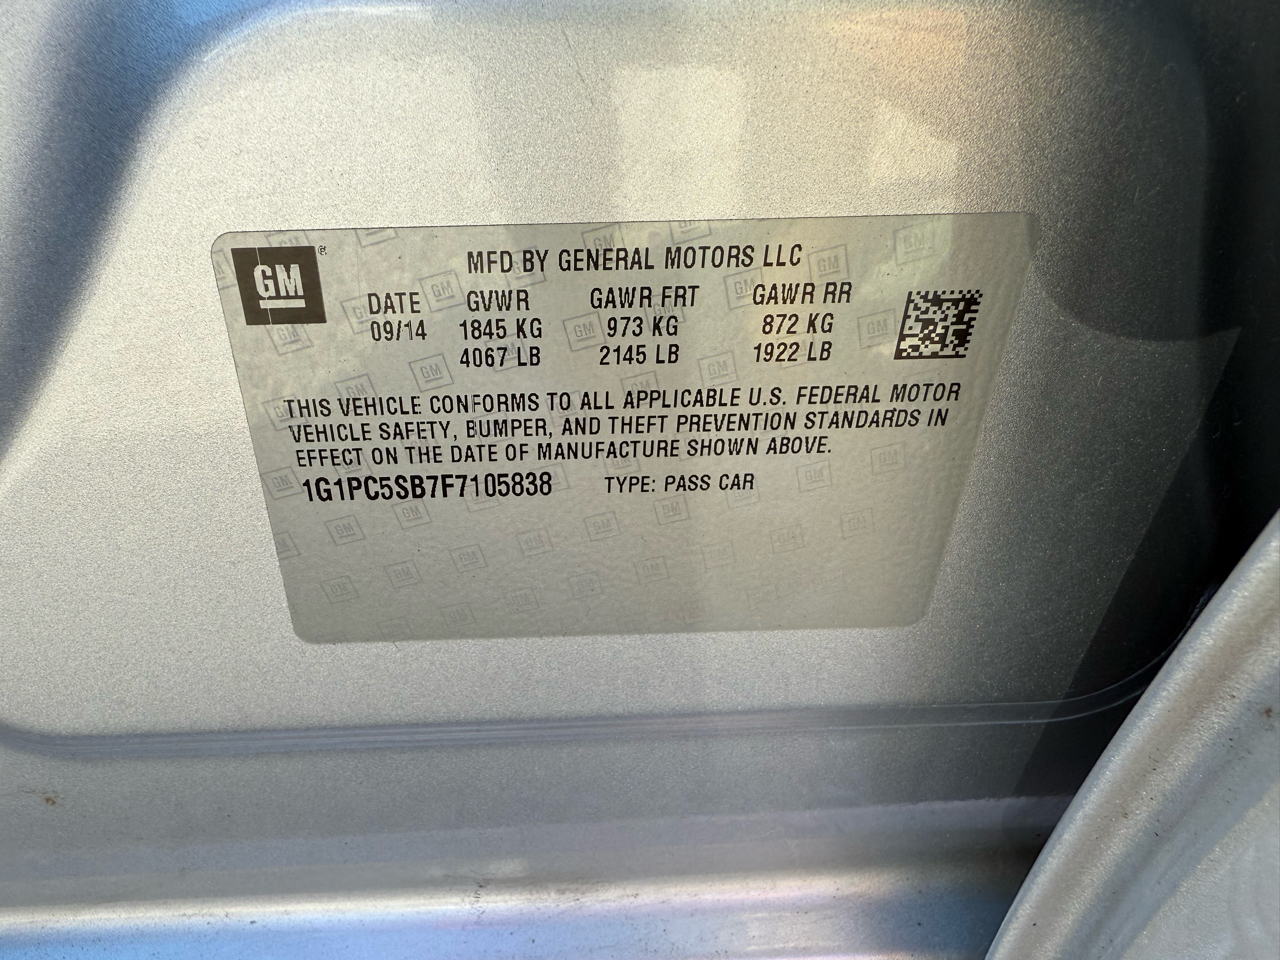 GM®
MFD BY GENERAL MOTORS LLC
DATE GVWR GAWR FRT GAWR RR
09/14 1845 KG 973 KG 872 KG
4067 LB 2145 LB 1922 LB
THIS VEHICLE CONFORMS TO ALL APPLICABLE U.S. FEDERAL MOTOR
VEHICLE SAFETY, BUMPER, AND THEFT PREVENTION STANDARDS IN
EFFECT ON THE DATE OF MANUFACTURE SHOWN ABOVE.
1G1PC5SB7F7105838 TYPE: PASS CAR